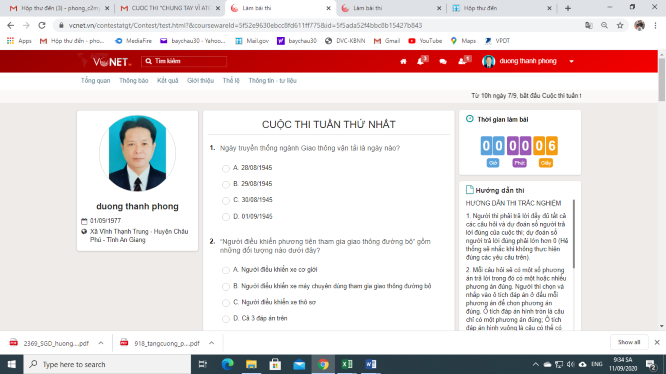 Hộp thư đến (3) - phong_c2v
CUỘC THI "CHUNG TAY VÌ ATG
Làm bài thi
Làm bài thi
Hộp thư đến
vcnet.vn/contestatgt/Contest/test.html?&coursewareId=5f52e9630ebcc8fd611ff775&id=5f5ada52f4bbc8b15427b843
Apps
Hộp thư đến - pho...
MediaFire
baychau30 - Yahoo...
Mail.gov
baychau30
DVC-KBNN
Gmail
YouTube
Maps
VPDT
VCNET
Tìm kiếm
3
1
duong thanh phong
Tổng quan Thông báo Kết quả Giới thiệu Thể lệ Thông tin - tư liệu
Từ 10h ngày 7/9, bắt đầu Cuộc thi tuần t
duong thanh phong
01/09/1977
Xã Vĩnh Thạnh Trung - Huyện Châu
Phú - Tỉnh An Giang
CUỘC THI TUẦN THỨ NHẤT
1. Ngày truyền thống ngành Giao thông vận tải là ngày nào?
A. 28/08/1945
B. 29/08/1945
C. 30/08/1945
D. 01/09/1945
2. "Người điều khiển phương tiện tham gia giao thông đường bộ" gồm
những đối tượng nào dưới đây?
A. Người điều khiển xe cơ giới
B. Người điều khiển xe máy chuyên dùng tham gia giao thông đường bộ
C. Người điều khiển xe thô sơ
D. Cả 3 đáp án trên
Thời gian làm bài
00 00 06
Giờ Phút Giây
Hướng dẫn thi
HƯỚNG DẪN THI TRẮC NGHIỆM
1. Người thi phải trả lời đầy đủ tất cả
các câu hỏi và dự đoán số người trả
lời đúng của cuộc thi; dự đoán số
người trả lời đúng phải lớn hơn 0 (Hệ
thống sẽ nhắc khi không thực hiện
đúng các yêu cầu trên).
2. Mỗi câu hỏi sẽ có một số phương
án trả lời trong đó có một hoặc nhiều
phương án đúng. Người thi chọn và
nhấp vào ô tích đáp án ở đầu mỗi
phương án để chọn phương án
đúng. Ô tích đáp án hình tròn là câu
chỉ có một phương án đúng; Ô tích
đáp án hình vuông là câu có thể có
2369_SGD_huong....pdf
918_tangcuong_p....pdf
Show all
Type here to search
ENG
9:34 SA
11/09/2020
2